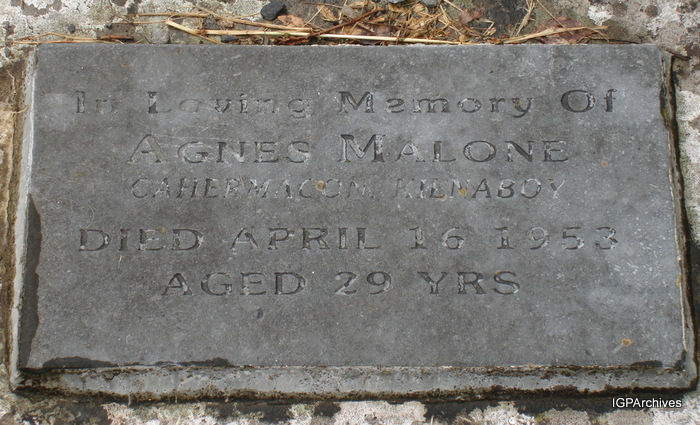 In Loving Memory Of
AGNES MALONE
CAHERMACON, KILNABOY
DIED APRIL 16 1953
AGED 29 YRS
IGPArchives